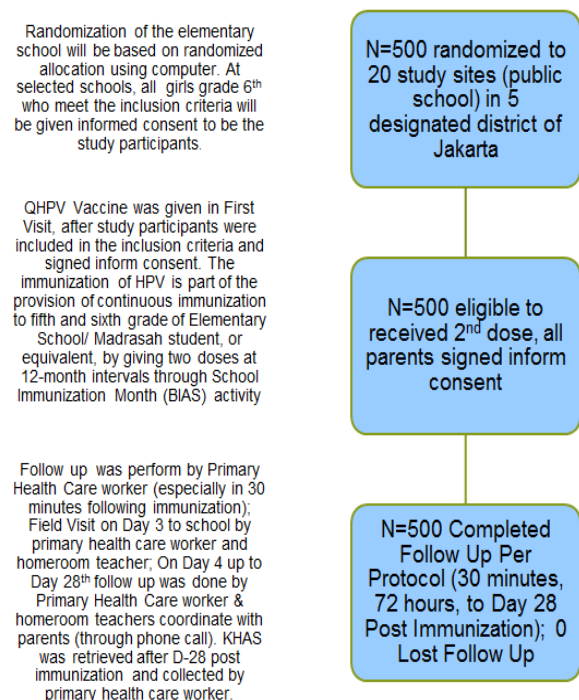 Randomization of the elementary
school will be based on randomized
allocation using computer. At
selected schools, all girls grade 6th
who meet the inclusion criteria will
be given informed consent to be the
study participants.
N=500 randomized to
20 study sites (public
school) in 5
designated district of
Jakarta
QHPV Vaccine was given in First
Visit, after study participants were
included in the inclusion criteria and
signed inform consent. The
immunization of HPV is part of the
provision of continuous immunization
to fifth and sixth grade of Elementary
School/ Madrasah student, or
equivalent, by giving two doses at
12-month intervals through School
Immunization Month (BIAS) activity
N=500 eligible to
received 2nd dose, all
parents signed inform
consent
Follow up was perform by Primary
Health Care worker (especially in 30
minutes following immunization);
Field Visit on Day 3 to school by
primary health care worker and
homeroom teacher; On Day 4 up to
Day 28th follow up was done by
Primary Health Care worker &
homeroom teachers coordinate with
parents (through phone call). KHAS
was retrieved after D-28 post
immunization and collected by
primary health care worker.
N=500 Completed
Follow Up Per
Protocol (30 minutes,
72 hours, to Day 28
Post Immunization); 0
Lost Follow Up